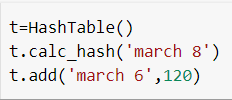 t=HashTable()
t.calc_hash('march 8')
t.add('march 6',120)